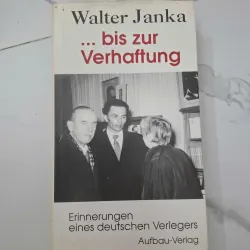 Walter Janka
... bis zur
Verhaftung
Erinnerungen
eines deutschen Verlegers
Aufbau-Verlag